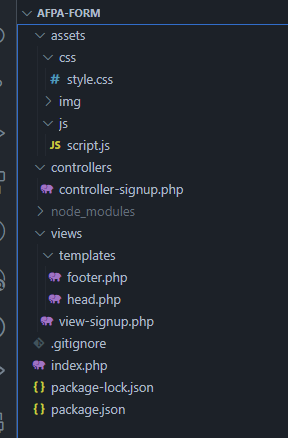 AFPA-FORM
assets
css
# style.css
img
js
JS script.js
controllers
controller-signup.php
node_modules
views
templates
footer.php
head.php
view-signup.php
.gitignore
index.php
{} package-lock.json
{} package.json